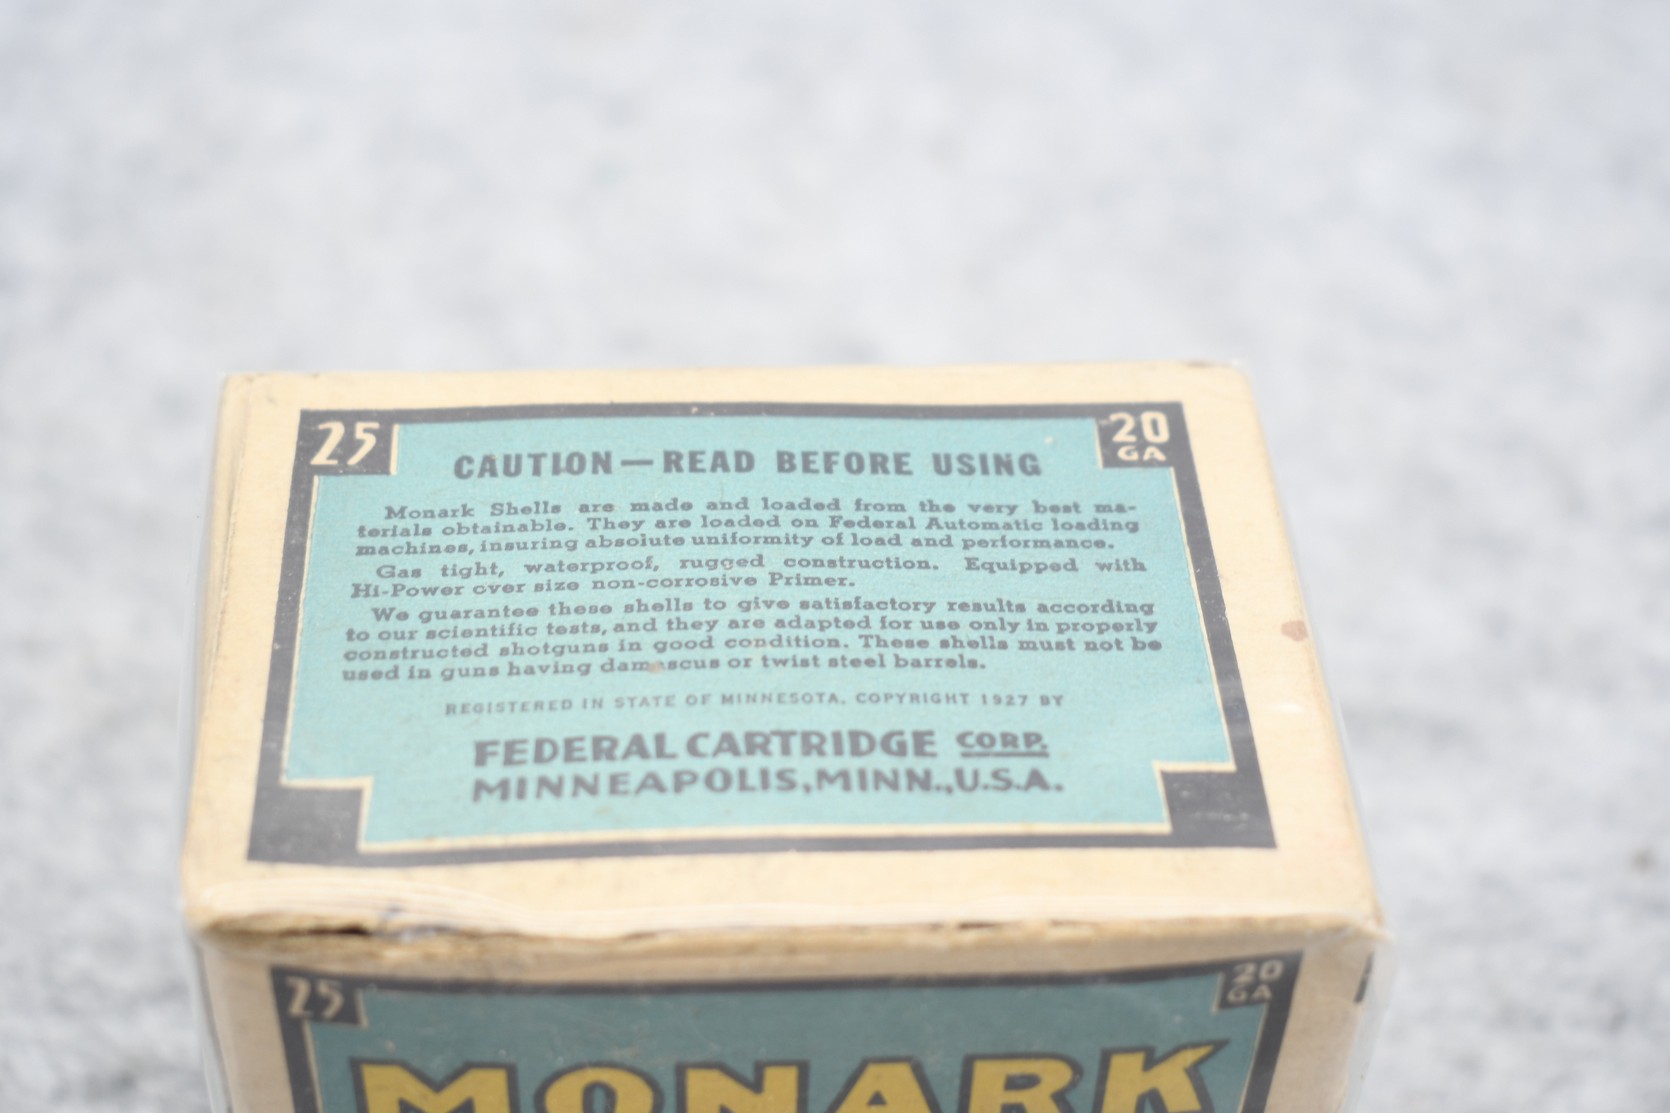 25
20
GA
CAUTION—READ BEFORE USING
Monark Shells are made and loaded from the very best ma-
terials obtainable. They are loaded on Federal Automatic loading
machines, insuring absolute uniformity of load and performance.
Gas tight, waterproof, rugged construction. Equipped with
Hi-Power over size non-corrosive Primer.
We guarantee these shells to give satisfactory results according
to our scientific tests, and they are adapted for use only in properly
constructed shotguns in good condition. These shells must not be
used in guns having damascus or twist steel barrels.
REGISTERED IN STATE OF MINNESOTA. COPYRIGHT 1927 BY
FEDERAL CARTRIDGE CORP.
MINNEAPOLIS, MINN., U.S.A.
25
20
GA
MONARK